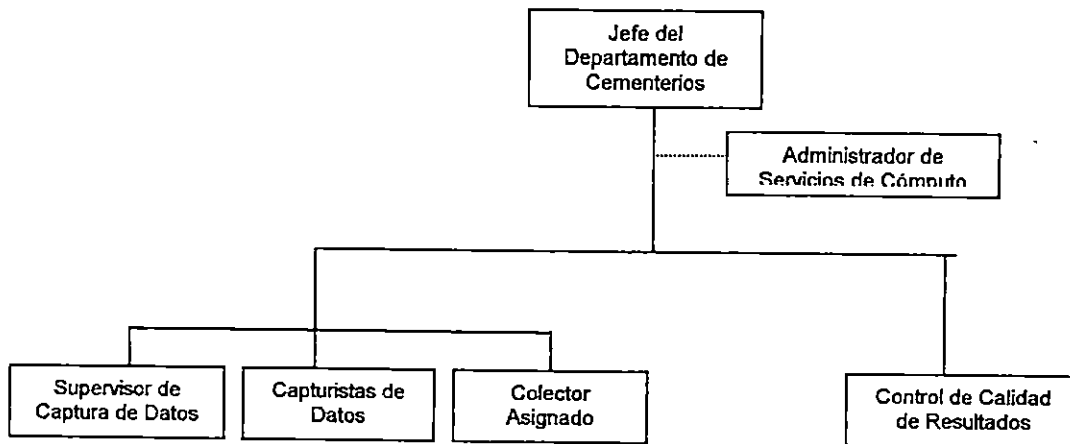 Jefe del
Departamento de
Cementerios
Administrador de
Servicios de Cómputo
Supervisor de
Captura de Datos
Capturistas de
Datos
Colector
Asignado
Control de Calidad
de Resultados